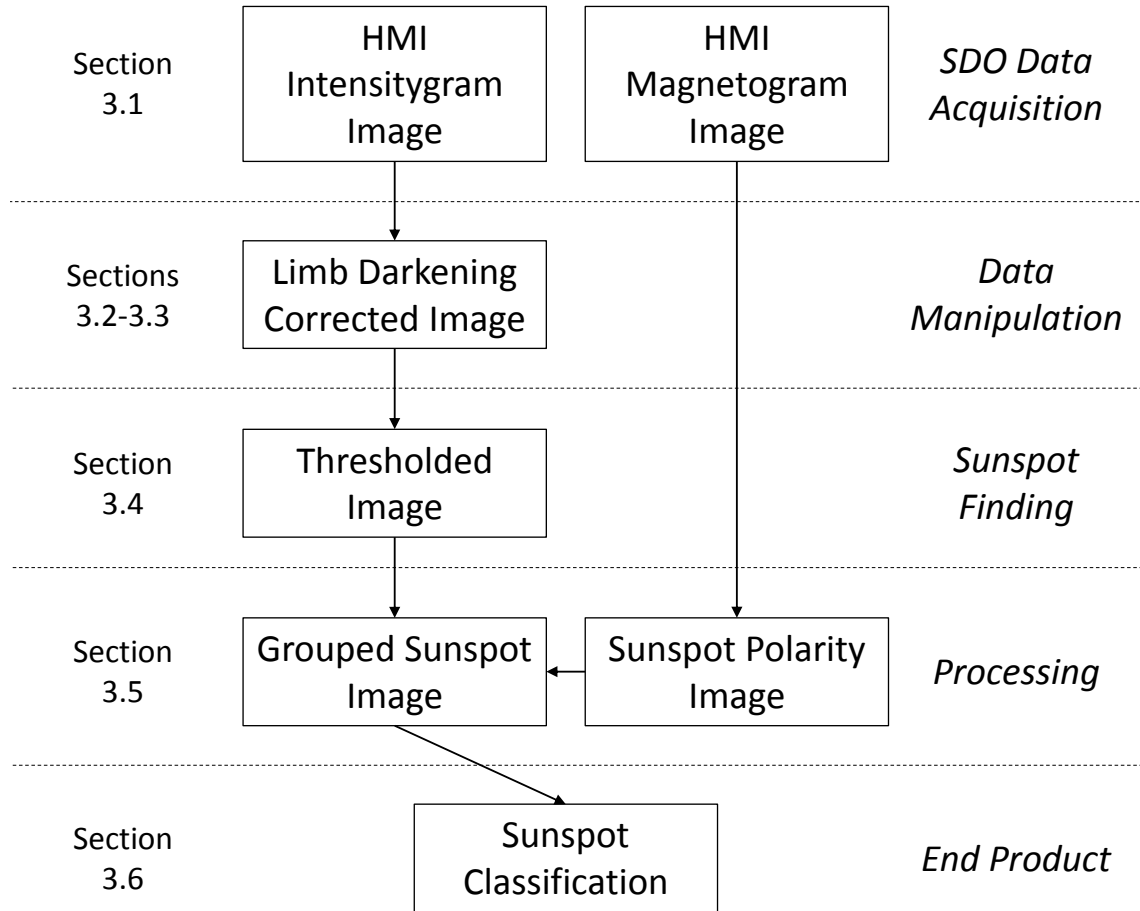 Section
3.1
HMI
Intensitygram
Image
HMI
Magnetogram
Image
SDO Data
Acquisition
Sections
3.2-3.3
Limb Darkening
Corrected Image
Data
Manipulation
Section
3.4
Thresholded
Image
Sunspot
Finding
Section
3.5
Grouped Sunspot
Image
Sunspot Polarity
Image
Processing
Section
3.6
Sunspot
Classification
End Product